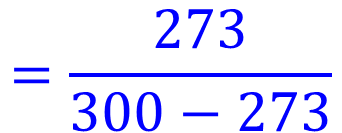 = 273 / (300 − 273)